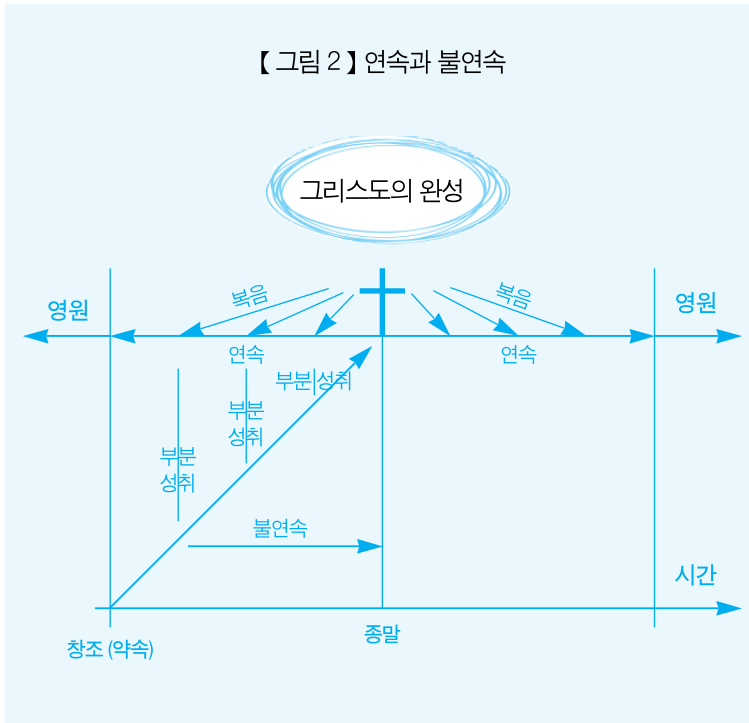 【 그림 2 】 연속과 불연속
그리스도의 완성
영원
복음
복음
영원
연속
연속
부분 성취
부분
성취
부분
성취
불연속
시간
창조 (약속)
종말